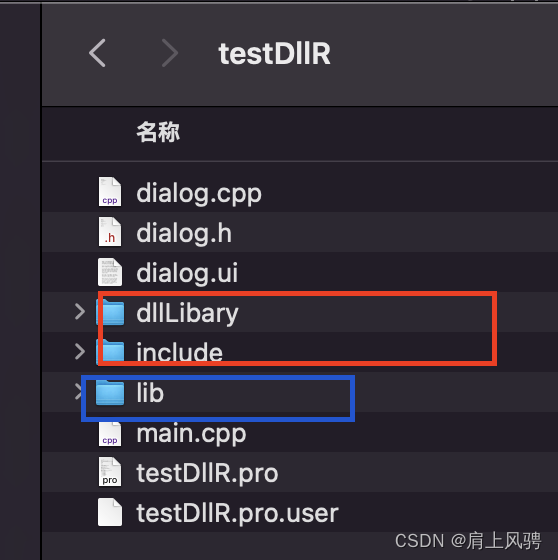 testDllR
名称
cpp
dialog.cpp
.h
dialog.h
dialog.ui
dllLibary
include
lib
cpp
main.cpp
pro
testDllR.pro
testDllR.pro.user
CSDN @肩上风骋